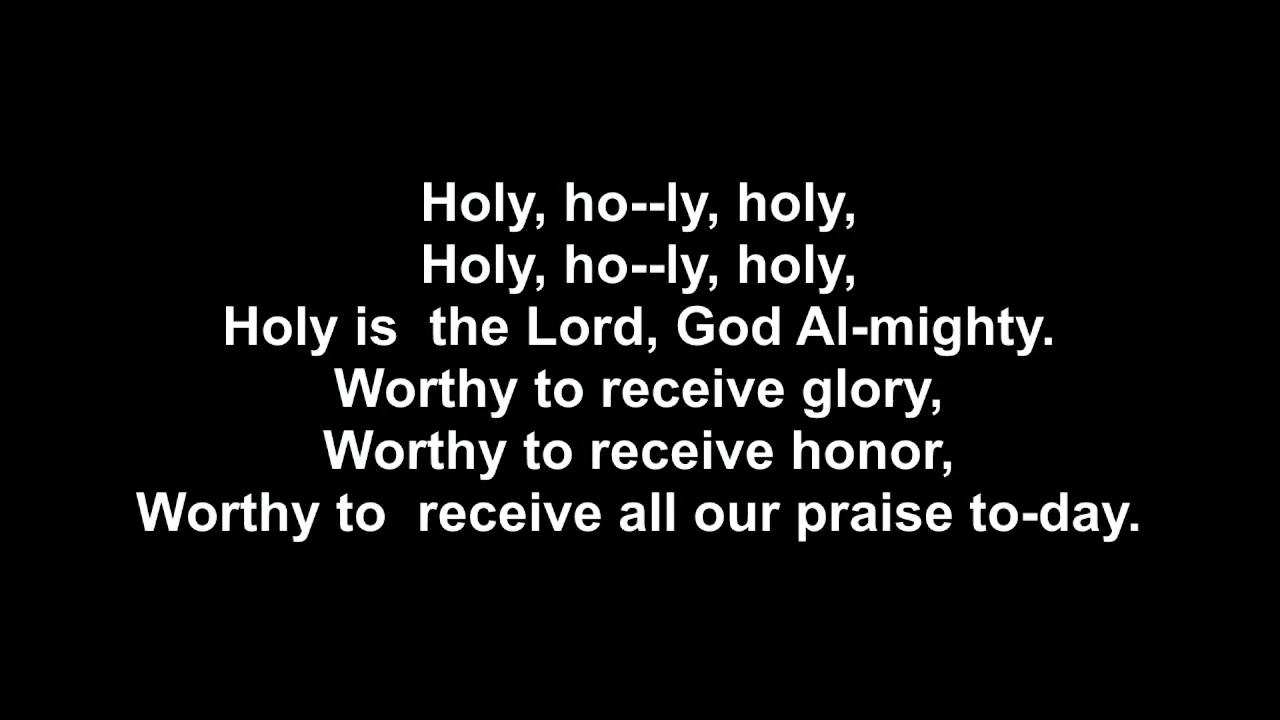 Holy, ho--ly, holy,
Holy, ho--ly, holy,
Holy is  the Lord, God Al-mighty.
Worthy to receive glory,
Worthy to receive honor,
Worthy to  receive all our praise to-day.